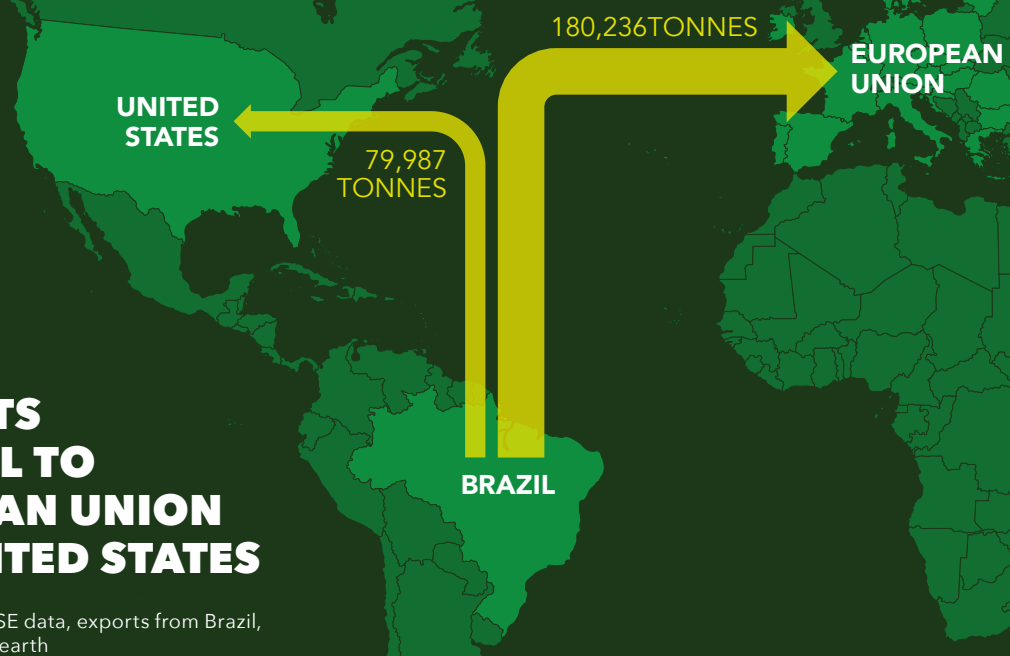 180,236TONNES
EUROPEAN
UNION
UNITED
STATES
79,987
TONNES
BRAZIL
TS
L TO
AN UNION
ITED STATES
SE data, exports from Brazil,
earth